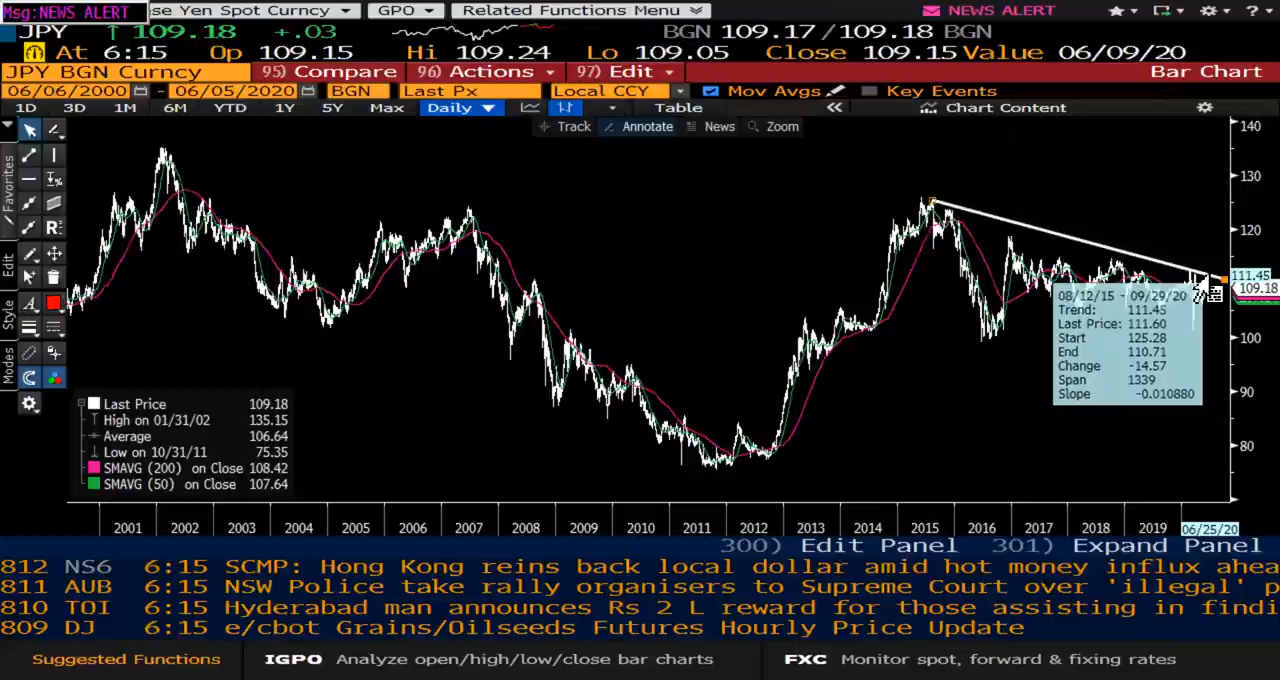 Msg:NEWS ALERT se Yen Spot Curncy GPO Related Functions Menu NEWS ALERT
JPY ↑ 109.18 +.03 BGN 109.17/109.18 BGN
At 6:15 Op 109.15 Hi 109.24 Lo 109.05 Close 109.15 Value 06/09/20
JPY BGN Curncy 95) Compare 96) Actions 97) Edit Bar Chart
06/06/2000 - 06/05/2020 BGN Last Px Local CCY Mov Avgs Key Events
1D 3D 1M 6M YTD 1Y 5Y Max Daily Table Chart Content
Track Annotate News Zoom
Favorites
Edit
Style
Modes
140
130
120
111.45
109.18
100
90
80
08/12/15 - 09/29/20
Trend: 111.45
Last Price: 111.60
Start 125.28
End 110.71
Change -14.57
Span 1339
Slope -0.010880
Last Price 109.18
High on 01/31/02 135.15
Average 106.64
Low on 10/31/11 75.35
SMAVG (200) on Close 108.42
SMAVG (50) on Close 107.64
2001 2002 2003 2004 2005 2006 2007 2008 2009 2010 2011 2012 2013 2014 2015 2016 2017 2018 2019 06/25/20
300) Edit Panel 301) Expand Panel
812 NS6 6:15 SCMP: Hong Kong reins back local dollar amid hot money influx ahea
811 AUB 6:15 NSW Police take rally organisers to Supreme Court over 'illegal' p
810 TOI 6:15 Hyderabad man announces Rs 2 L reward for those assisting in findi
809 DJ 6:15 e/cbot Grains/Oilseeds Futures Hourly Price Update
Suggested Functions IGPO Analyze open/high/low/close bar charts FXC Monitor spot, forward & fixing rates